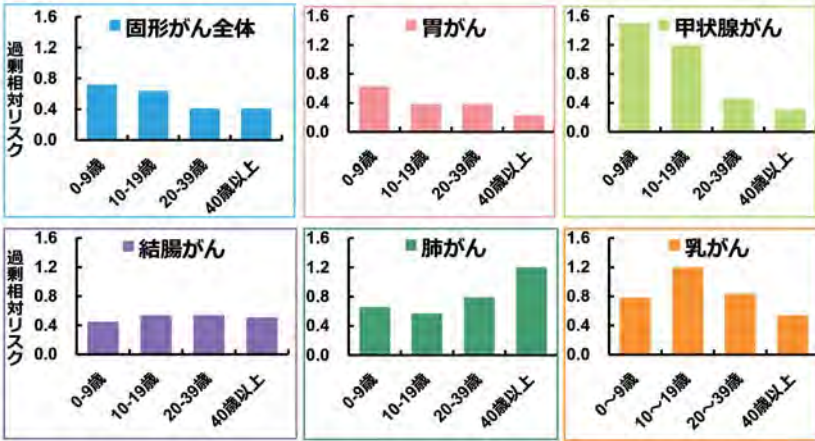 固形がん全体
過剰相対リスク
1.6
1.2
0.8
0.4
0.0
0-9歳
10-19歳
20-39歳
40歳以上
胃がん
1.6
1.2
0.8
0.4
0.0
0-9歳
10-19歳
20-39歳
40歳以上
甲状腺がん
1.6
1.2
0.8
0.4
0.0
0-9歳
10-19歳
20-39歳
40歳以上
結腸がん
過剰相対リスク
1.6
1.2
0.8
0.4
0.0
0-9歳
10-19歳
20-39歳
40歳以上
肺がん
1.6
1.2
0.8
0.4
0.0
0-9歳
10-19歳
20-39歳
40歳以上
乳がん
1.6
1.2
0.8
0.4
0.0
0～9歳
10～19歳
20～39歳
40歳以上